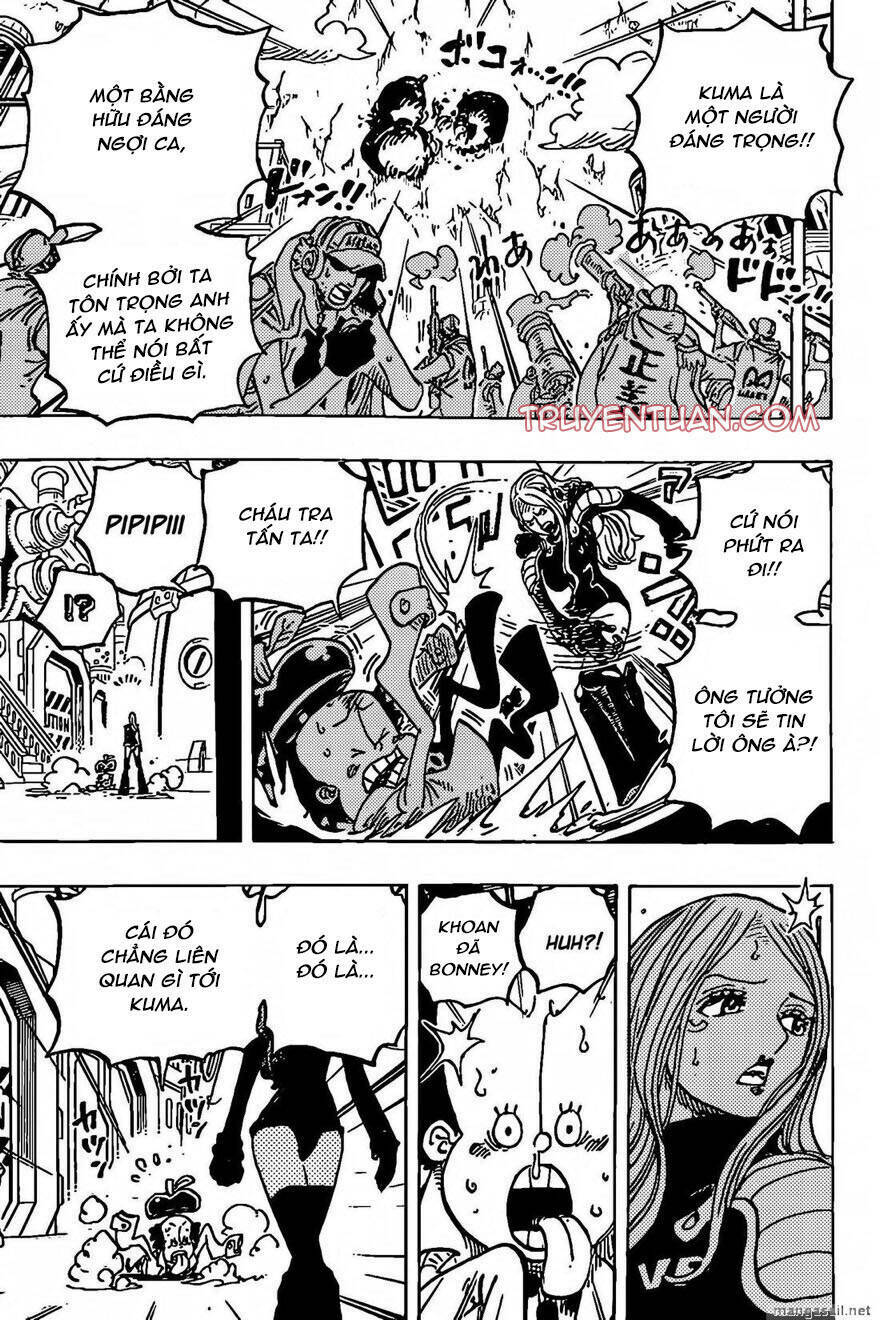 KUMA LÀ
MỘT NGƯỜI
ĐÁNG TRỌNG!!
MỘT BẰNG
HỮU ĐÁNG
NGỢI CA,
CHÍNH BỞI TA
TÔN TRỌNG ANH
ẤY MÀ TA KHÔNG
THỂ NÓI BẤT
CỨ ĐIỀU GÌ.
正義
TRUYENTUAN.COM
CỨ NÓI
PHỨT RA
ĐI!!
ÔNG TƯỞNG
TÔI SẼ TIN
LỜI ÔNG À?!
CHÁU TRA
TẤN TA!!
PIPIPIII
!?
HUH?!
KHOAN
ĐÃ
BONNEY!
ĐÓ LÀ...
ĐÓ LÀ...
CÁI ĐÓ
CHẲNG LIÊN
QUAN GÌ TỚI
KUMA.
mangasail.net